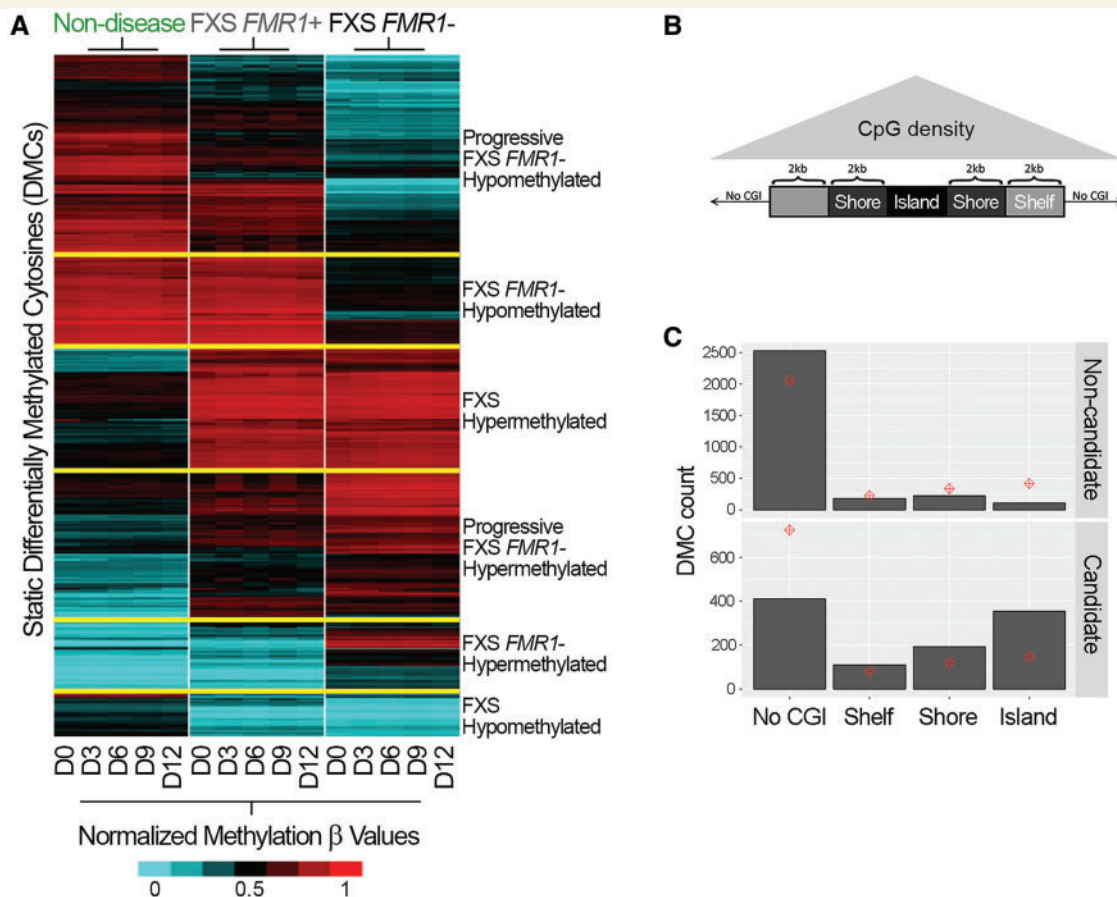 A
Non-disease FXS FMR1+ FXS FMR1-
Static Differentially Methylated Cytosines (DMCs)
Progressive
FXS FMR1-
Hypomethylated
FXS FMR1-
Hypomethylated
FXS
Hypermethylated
Progressive
FXS FMR1-
Hypermethylated
FXS FMR1-
Hypermethylated
FXS
Hypomethylated
D0 D3 D6 D9 D12 D0 D3 D6 D9 D12 D0 D3 D6 D9 D12
Normalized Methylation β Values
0 0.5 1
B
CpG density
2kb 2kb 2kb 2kb
No CGI Shore Island Shore Shelf No CGI
C
DMC count
2500
2000
1500
1000
500
0
Non-candidate
600
400
200
0
Candidate
No CGI Shelf Shore Island